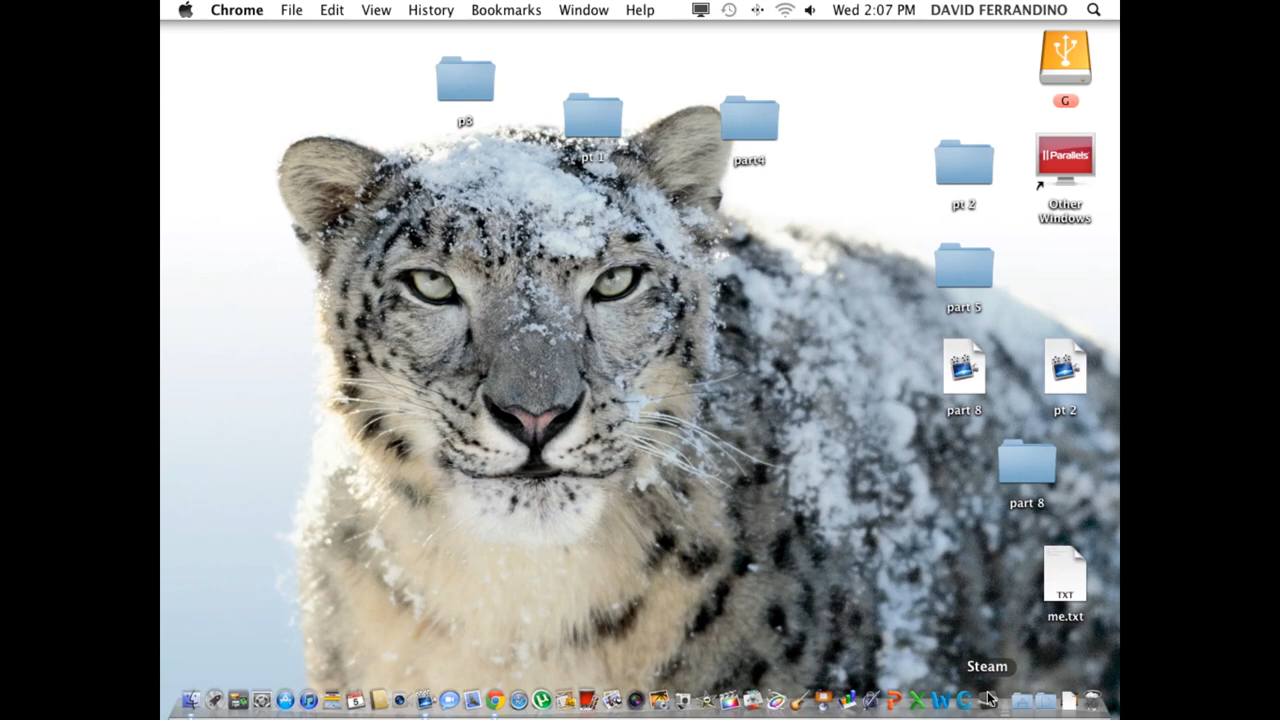 Chrome File Edit View History Bookmarks Window Help Wed 2:07 PM DAVID FERRANDINO
G
p3
pt 1
part4
Parallels
pt 2
Other
Windows
part 5
part 8
pt 2
part 8
TXT
me.txt
Steam
5
P X W